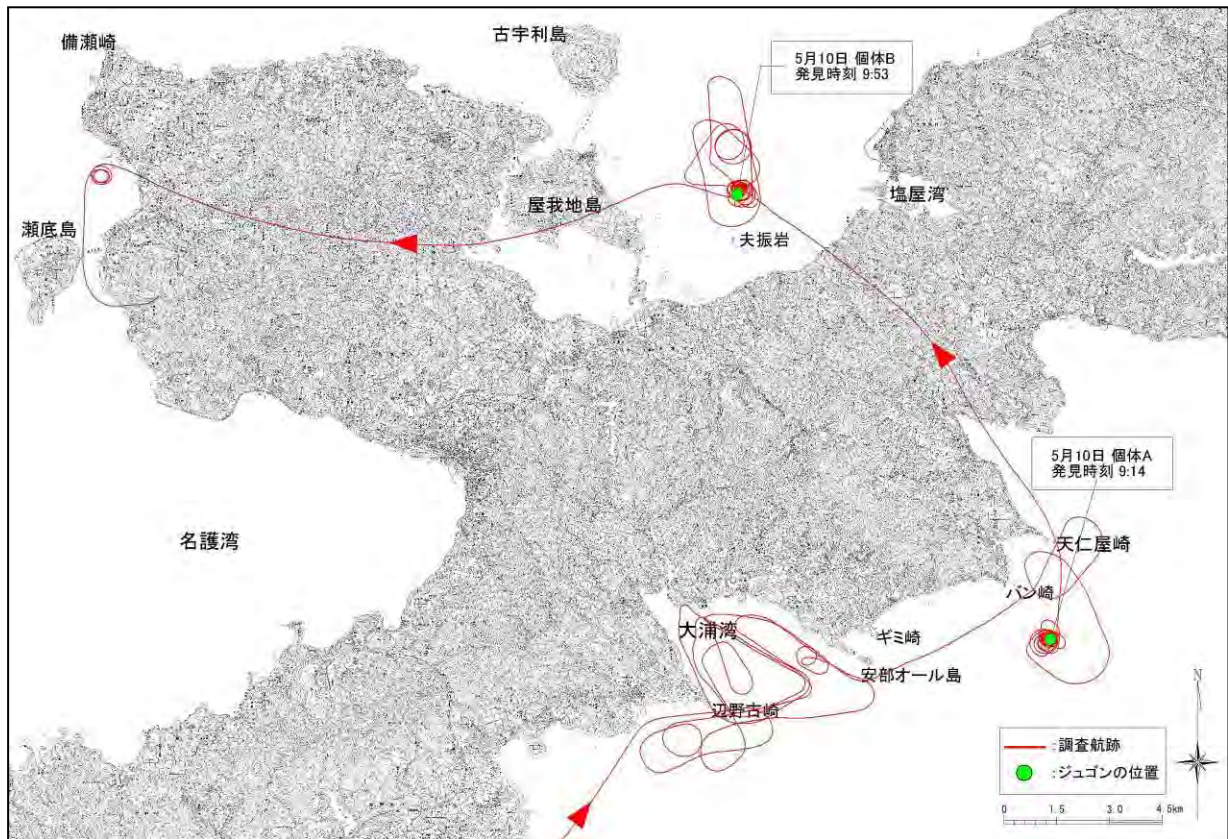 備瀬崎
古宇利島
5月10日 個体B
発見時刻 9:53
塩屋湾
屋我地島
瀬底島
夫振岩
5月10日 個体A
発見時刻 9:14
名護湾
天仁屋崎
バン崎
大浦湾
ギミ崎
安部オール島
辺野古崎
N
:調査航跡
:ジュゴンの位置
0 1.5 3.0 4.5km